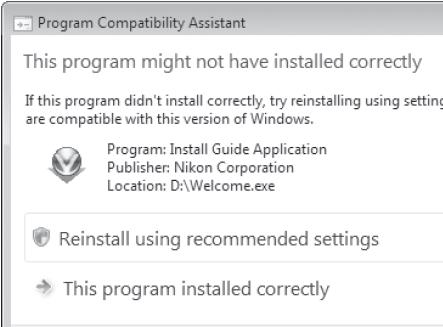 Program Compatibility Assistant
This program might not have installed correctly
If this program didn't install correctly, try reinstalling using
are compatible with this version of Windows.
Program: Install Guide Application
Publisher: Nikon Corporation
Location: D:\Welcome.exe
Reinstall using recommended settings
This program installed correctly